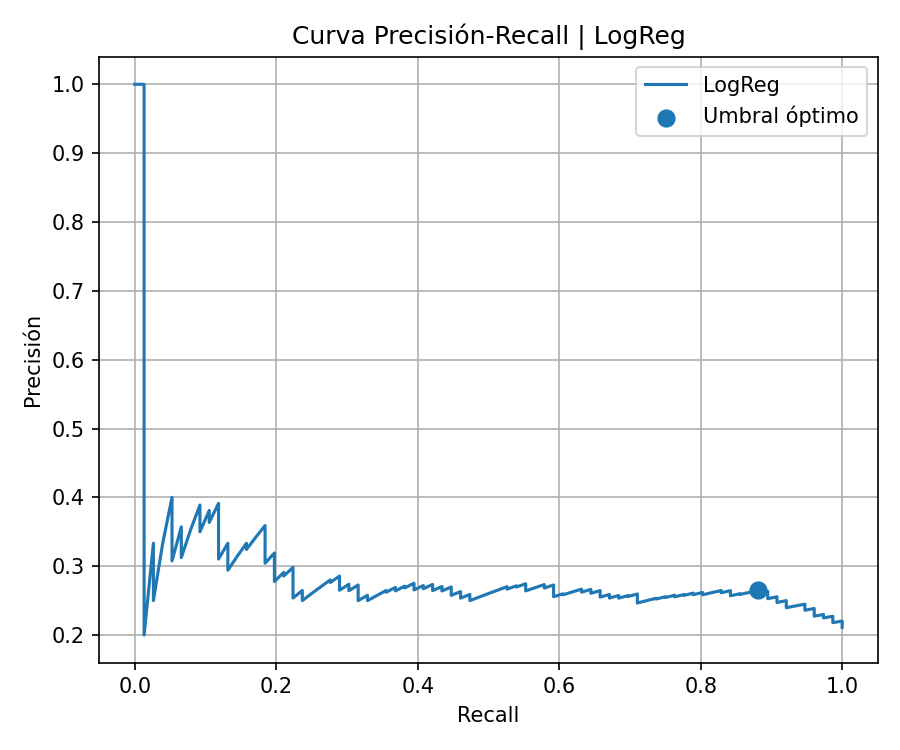 Curva Precisión-Recall | LogReg
LogReg
Umbral óptimo
Precisión
1.0
0.9
0.8
0.7
0.6
0.5
0.4
0.3
0.2
0.0 0.2 0.4 0.6 0.8 1.0
Recall